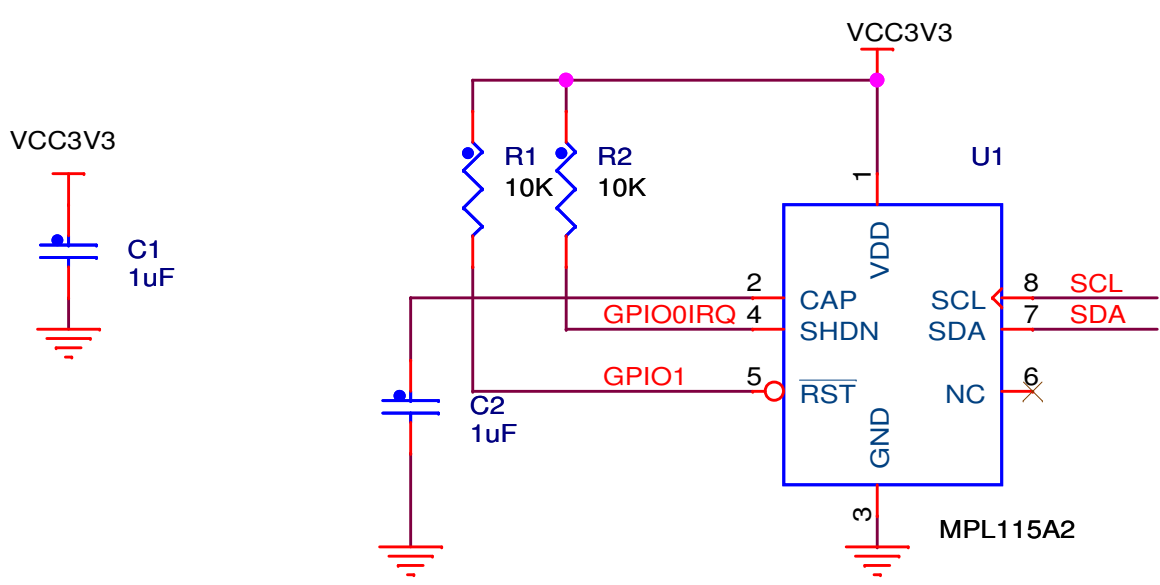 VCC3V3
VCC3V3
C1
1uF
R1
10K
R2
10K
U1
1
VDD
2
CAP
GPIO0IRQ
4
SHDN
GPIO1
5
RST
C2
1uF
GND
3
SCL
8
SCL
SDA
7
SDA
NC
6
MPL115A2